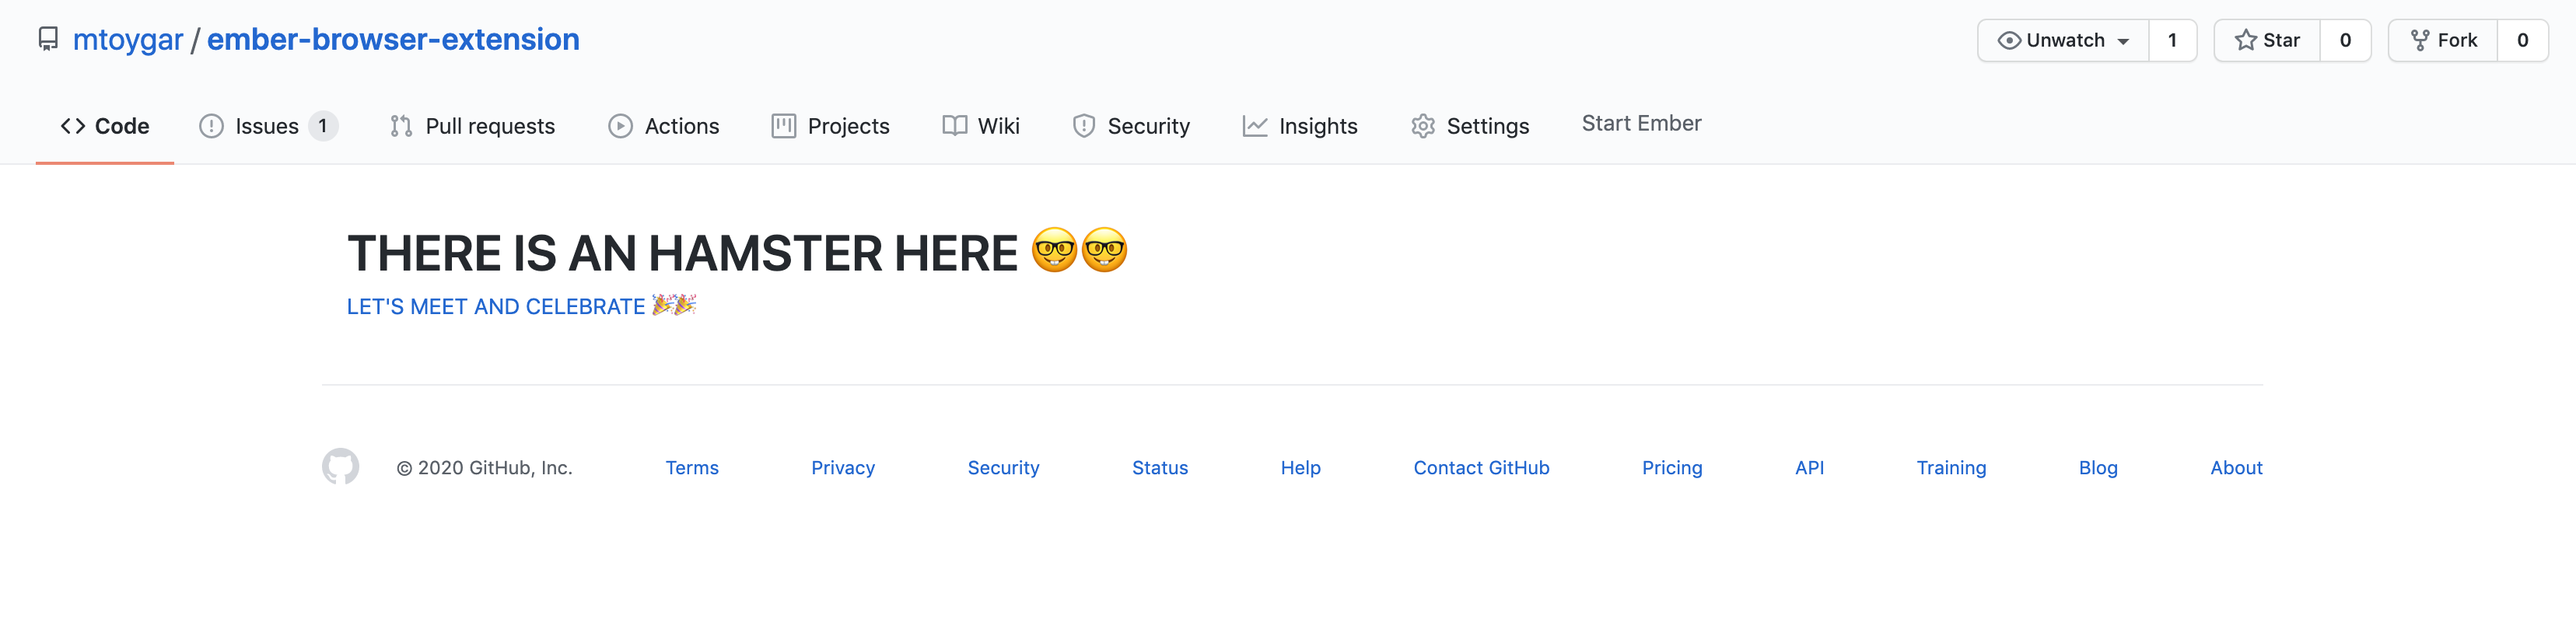 mtoygar / ember-browser-extension Unwatch 1 Star 0 Fork 0
Code Issues 1 Pull requests Actions Projects Wiki Security Insights Settings Start Ember
THERE IS AN HAMSTER HERE 🤓🤓
LET'S MEET AND CELEBRATE 🎉🎉
© 2020 GitHub, Inc. Terms Privacy Security Status Help Contact GitHub Pricing API Training Blog About